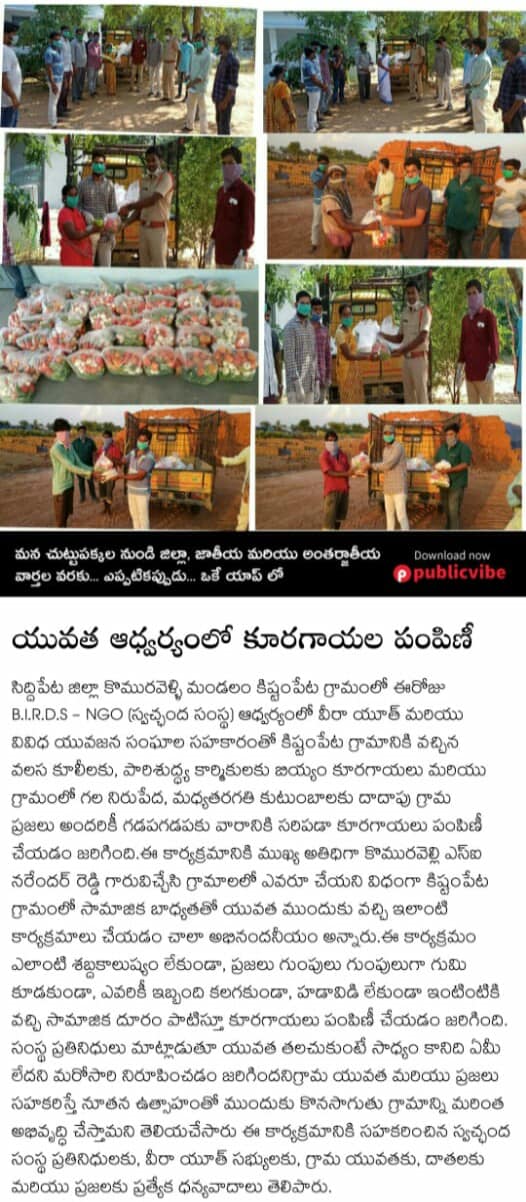 మన చుట్టుపక్కల నుండి జిల్లా, జాతీయ మరియు అంతర్జాతీయ
వార్తల వరకు... ఎప్పటికప్పుడు... ఒకే యాప్ లో
Download now
publicvibe
యువత ఆధ్వర్యంలో కూరగాయల పంపిణీ
సిద్దిపేట జిల్లా కొమురవెళ్ళి మండలం కిష్టంపేట గ్రామంలో ఈరోజు
B.I.R.D.S - NGO (స్వచ్ఛంద సంస్థ) ఆధ్వర్యంలో వీరా యూత్ మరియు
వివిధ యువజన సంఘాల సహకారంతో కిష్టంపేట గ్రామానికి వచ్చిన
వలస కూలీలకు, పారిశుద్ధ్య కార్మికులకు బియ్యం కూరగాయలు మరియు
గ్రామంలో గల నిరుపేద, మధ్యతరగతి కుటుంబాలకు దాదాపు గ్రామ
ప్రజలు అందరికీ గడపగడపకు వారానికి సరిపడా కూరగాయలు పంపిణీ
చేయడం జరిగింది.ఈ కార్యక్రమానికి ముఖ్య అతిథిగా కొమురవెల్లి ఎస్ఐ
నరేందర్ రెడ్డి గారువిచ్చేసి గ్రామాలలో ఎవరూ చేయని విధంగా కిష్టంపేట
గ్రామంలో సామాజిక బాధ్యతతో యువత ముందుకు వచ్చి ఇలాంటి
కార్యక్రమాలు చేయడం చాలా అభినందనీయం అన్నారు.ఈ కార్యక్రమం
ఎలాంటి శబ్దకాలుష్యం లేకుండా, ప్రజలు గుంపులు గుంపులుగా గుమి
కూడకుండా, ఎవరికీ ఇబ్బంది కలగకుండా, హడావిడి లేకుండా ఇంటింటికి
వచ్చి సామాజిక దూరం పాటిస్తూ కూరగాయలు పంపిణీ చేయడం జరిగింది.
సంస్థ ప్రతినిధులు మాట్లాడుతూ యువత తలచుకుంటే సాధ్యం కానిది ఏమీ
లేదని మరోసారి నిరూపించడం జరిగిందనిగ్రామ యువత మరియు ప్రజలు
సహకరిస్తే నూతన ఉత్సాహంతో ముందుకు కొనసాగుతు గ్రామాన్ని మరింత
అభివృద్ధి చేస్తామని తెలియచేసారు ఈ కార్యక్రమానికి సహకరించిన స్వచ్ఛంద
సంస్థ ప్రతినిధులకు, వీరా యూత్ సభ్యులకు, గ్రామ యువతకు, దాతలకు
మరియు ప్రజలకు ప్రత్యేక ధన్యవాదాలు తెలిపారు.